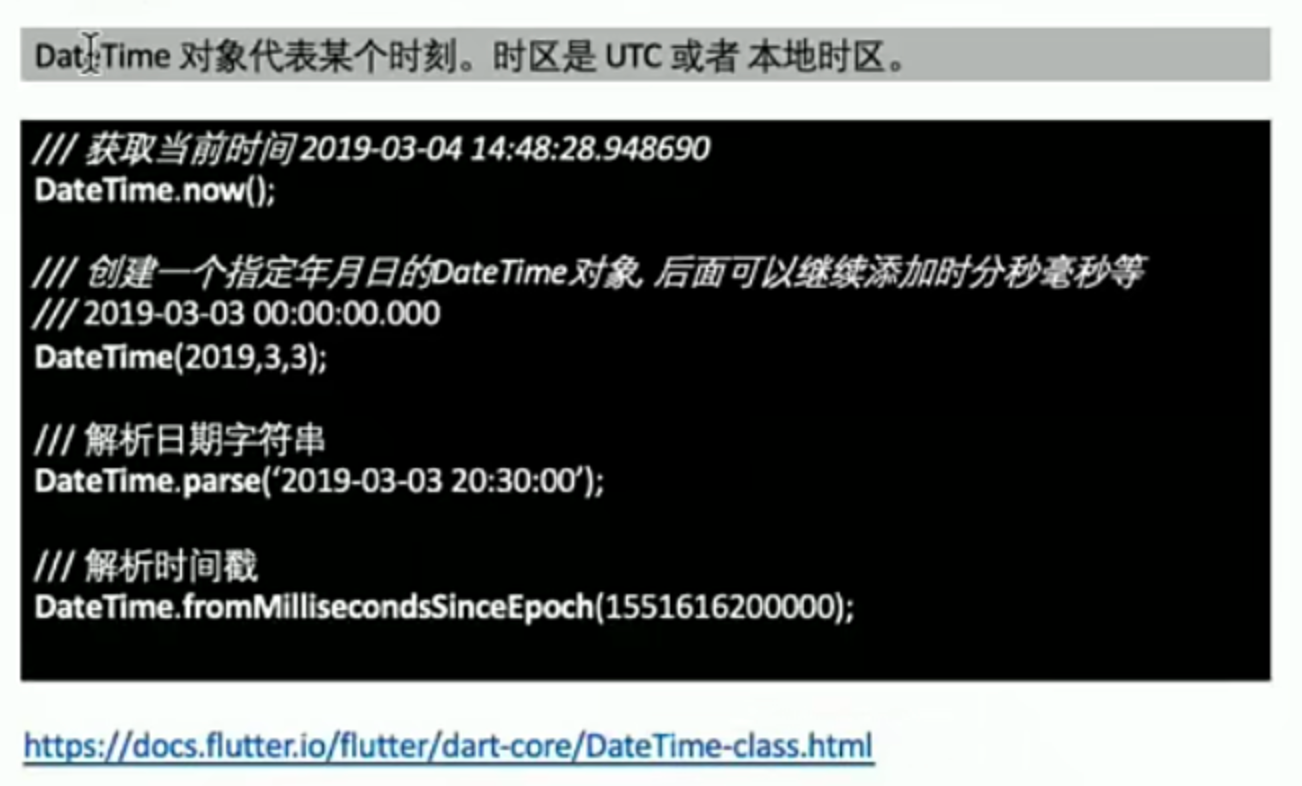 DateTime 对象代表某个时刻。时区是 UTC 或者 本地时区。
/// 获取当前时间 2019-03-04 14:48:28.948690
DateTime.now();
/// 创建一个指定年月日的DateTime对象, 后面可以继续添加时分秒毫秒等
/// 2019-03-03 00:00:00.000
DateTime(2019,3,3);
/// 解析日期字符串
DateTime.parse(‘2019-03-03 20:30:00’);
/// 解析时间戳
DateTime.fromMillisecondsSinceEpoch(1551616200000);
https://docs.flutter.io/flutter/dart-core/DateTime-class.html